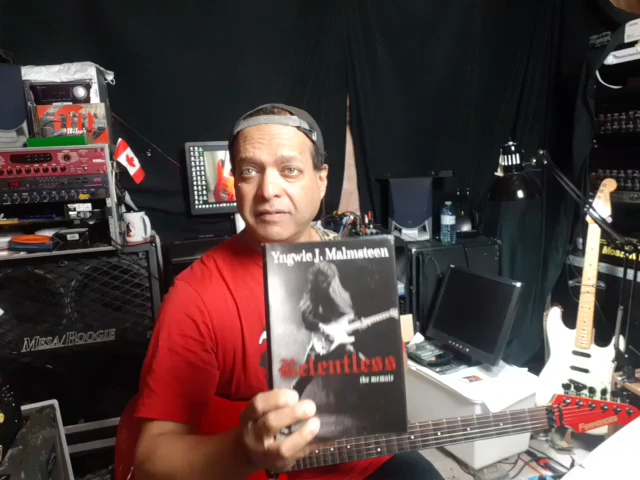 Yngwie J. Malmsteen
Relentless
the memoir
MESA/BOOGIE